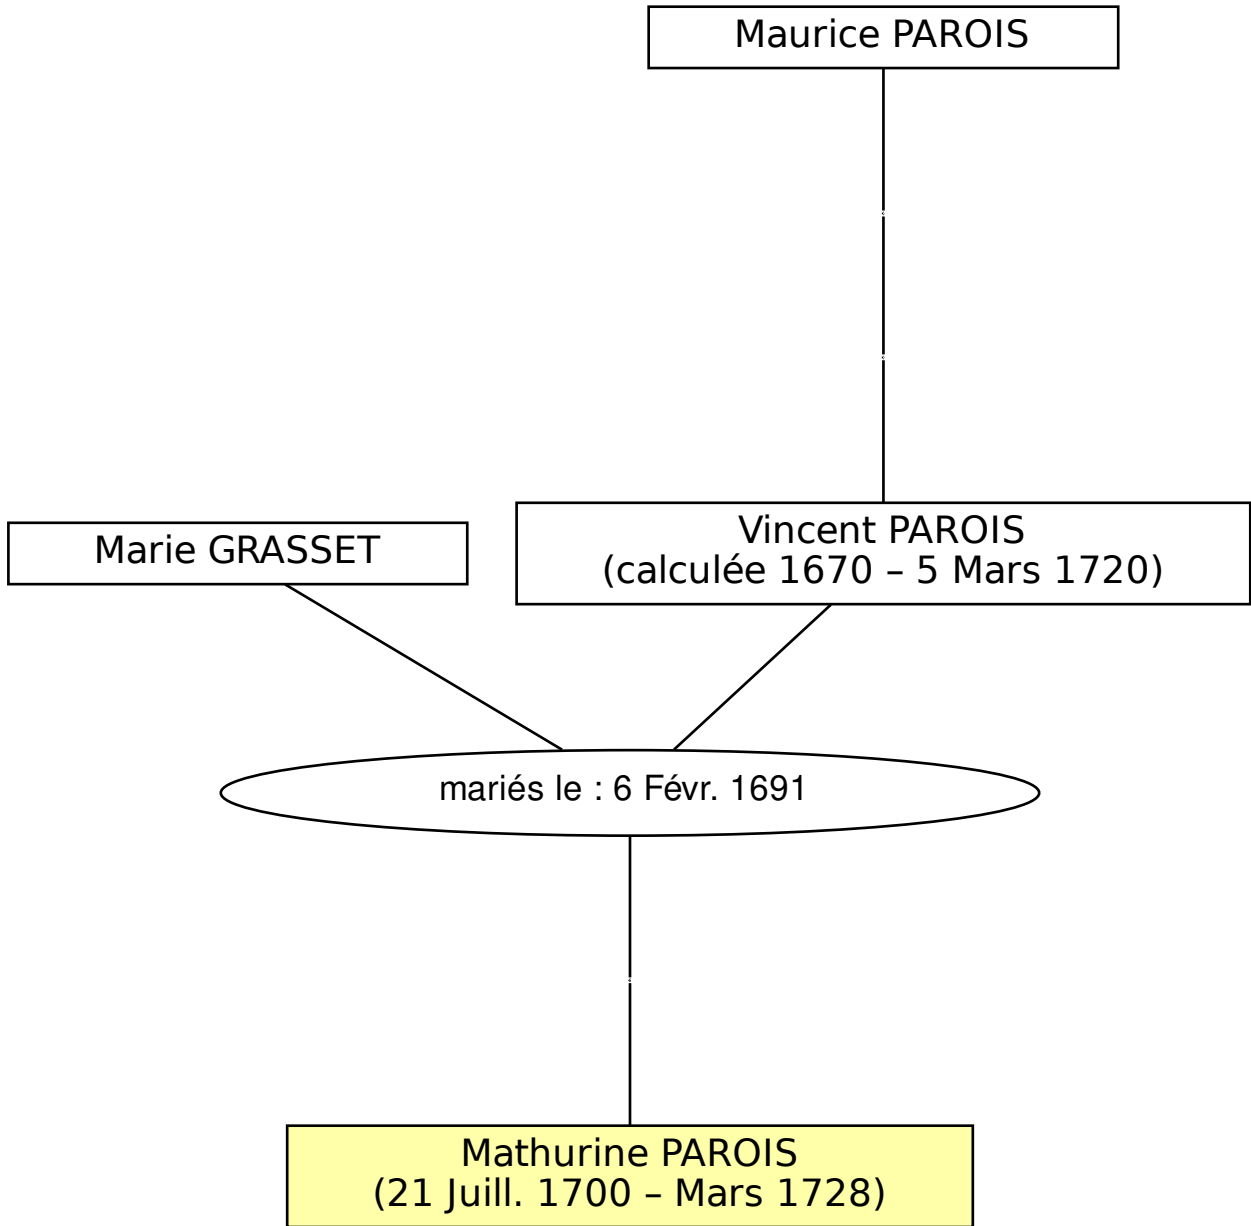 Maurice PAROIS
Marie GRASSET
Vincent PAROIS
(calculée 1670 – 5 Mars 1720)
mariés le : 6 Févr. 1691
Mathurine PAROIS
(21 Juill. 1700 – Mars 1728)